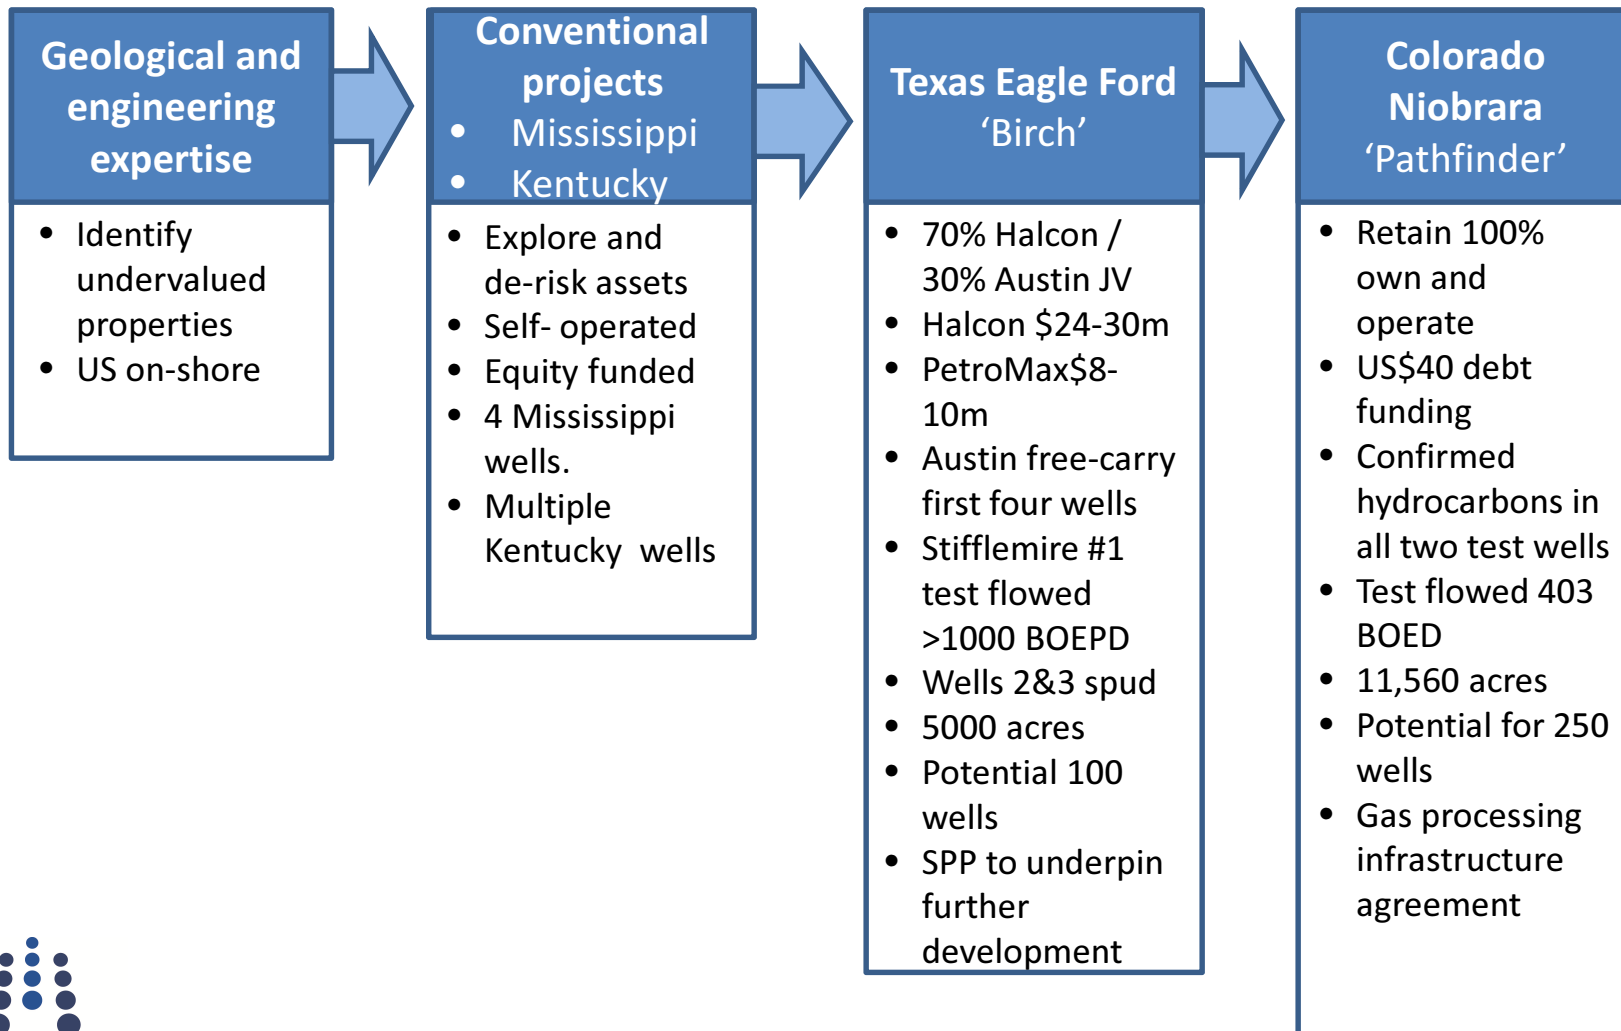 Geological and
engineering
expertise
• Identify
undervalued
properties
• US on-shore
Conventional
projects
• Mississippi
• Kentucky
• Explore and
de-risk assets
• Self- operated
• Equity funded
• 4 Mississippi
wells.
• Multiple
Kentucky wells
Texas Eagle Ford
‘Birch’
• 70% Halcon /
30% Austin JV
• Halcon $24-30m
• PetroMax$8-
10m
• Austin free-carry
first four wells
• Stifflemire #1
test flowed
>1000 BOEPD
• Wells 2&3 spud
• 5000 acres
• Potential 100
wells
• SPP to underpin
further
development
Colorado
Niobrara
‘Pathfinder’
• Retain 100%
own and
operate
• US$40 debt
funding
• Confirmed
hydrocarbons in
all two test wells
• Test flowed 403
BOED
• 11,560 acres
• Potential for 250
wells
• Gas processing
infrastructure
agreement